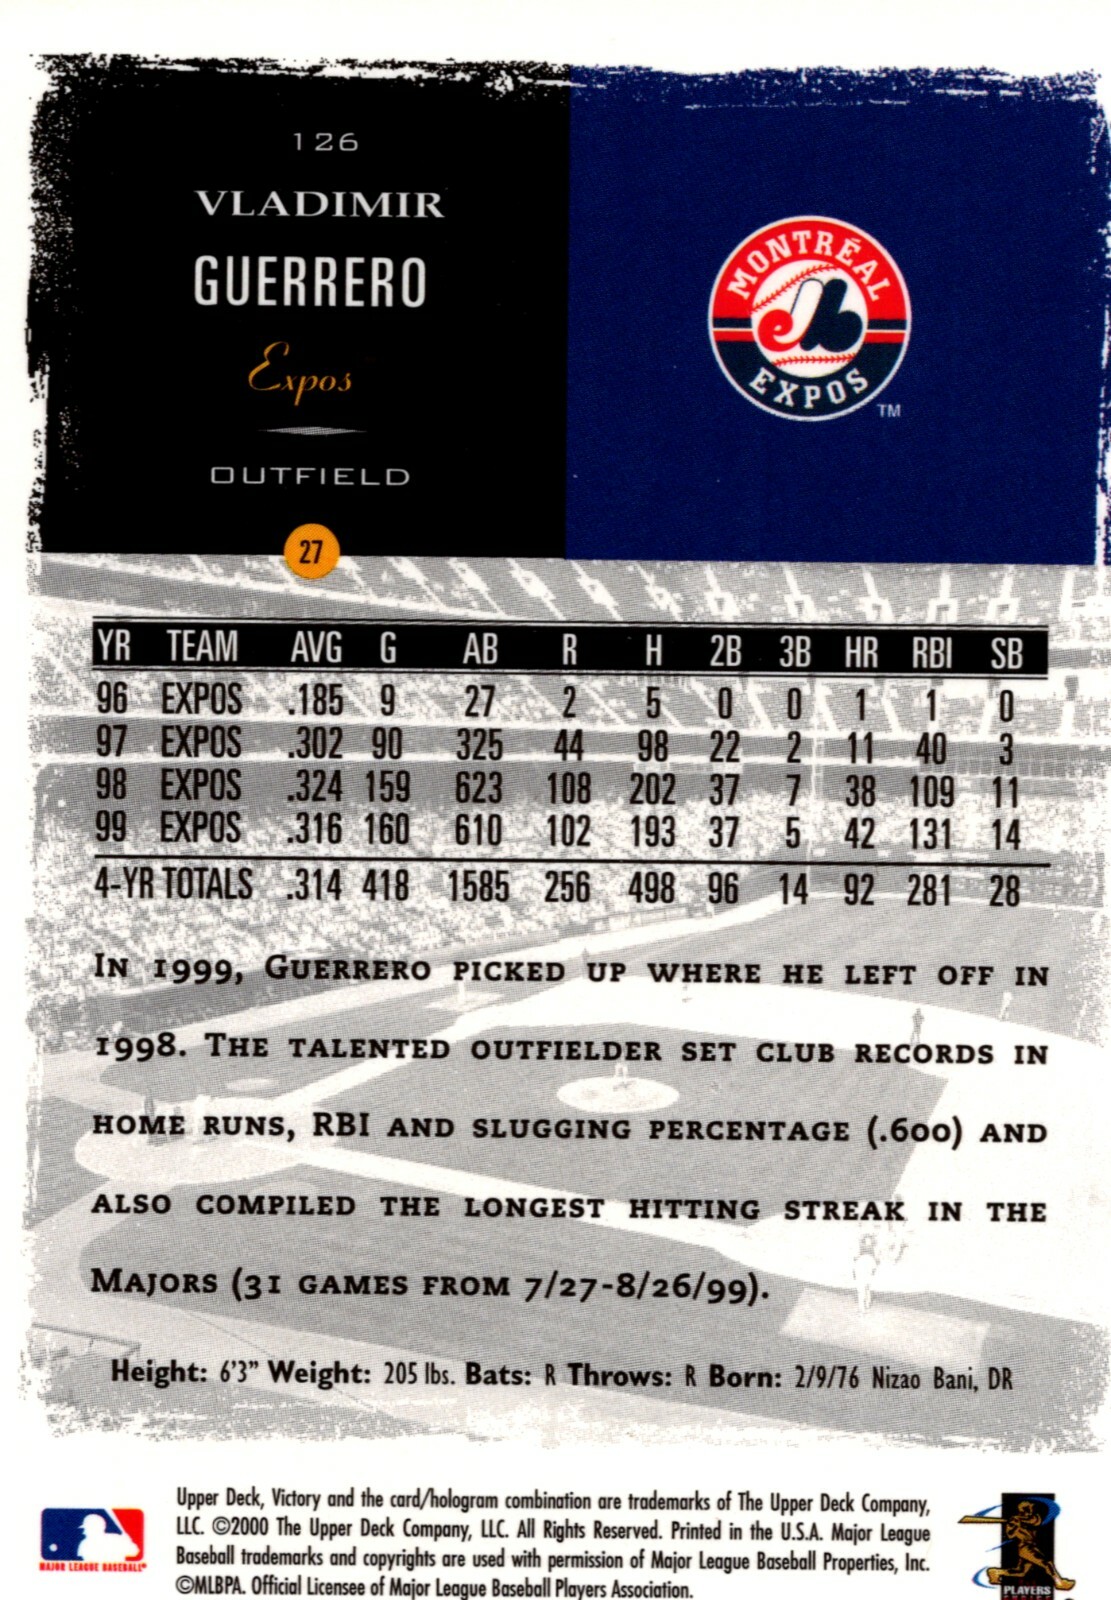 126
VLADIMIR
GUERRERO
Expos
OUTFIELD
27
MONTRÉAL
eb
EXPOS
TM
YR TEAM AVG G AB R H 2B 3B HR RBI SB
96 EXPOS .185 9 27 2 5 0 0 1 1 0
97 EXPOS .302 90 325 44 98 22 2 11 40 3
98 EXPOS .324 159 623 108 202 37 7 38 109 11
99 EXPOS .316 160 610 102 193 37 5 42 131 14
4-YR TOTALS .314 418 1585 256 498 96 14 92 281 28
In 1999, Guerrero picked up where he left off in
1998. The talented outfielder set club records in
home runs, RBI and slugging percentage (.600) and
also compiled the longest hitting streak in the
Majors (31 games from 7/27-8/26/99).
Height: 6'3" Weight: 205 lbs. Bats: R Throws: R Born: 2/9/76 Nizao Bani, DR
Upper Deck, Victory and the card/hologram combination are trademarks of The Upper Deck Company,
LLC. ©2000 The Upper Deck Company, LLC. All Rights Reserved. Printed in the U.S.A. Major League
Baseball trademarks and copyrights are used with permission of Major League Baseball Properties, Inc.
©MLBPA. Official Licensee of Major League Baseball Players Association.
MAJOR LEAGUE BASEBALL
PLAYERS